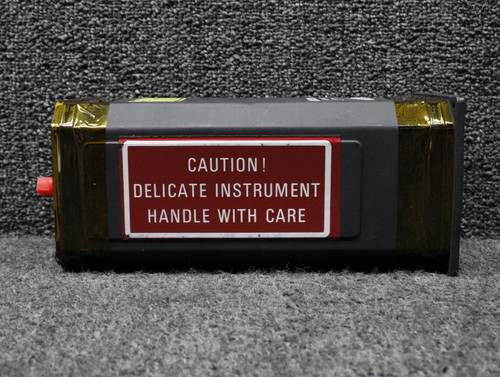 CAUTION!
DELICATE INSTRUMENT
HANDLE WITH CARE